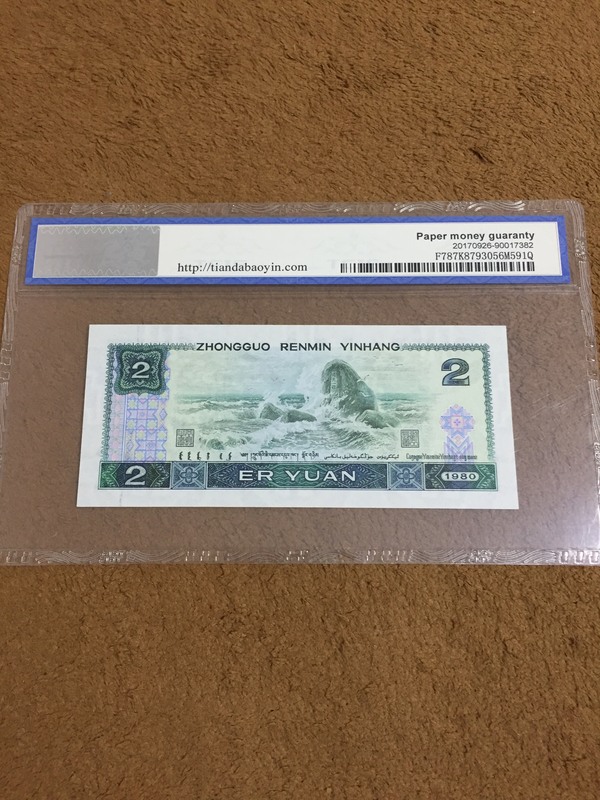 Paper money guaranty
20170926-90017382
http://tiandabaoyin.com
F787K8793056M591Q
ZHONGGUO RENMIN YINHANG
2
2
2
ER YUAN
1980